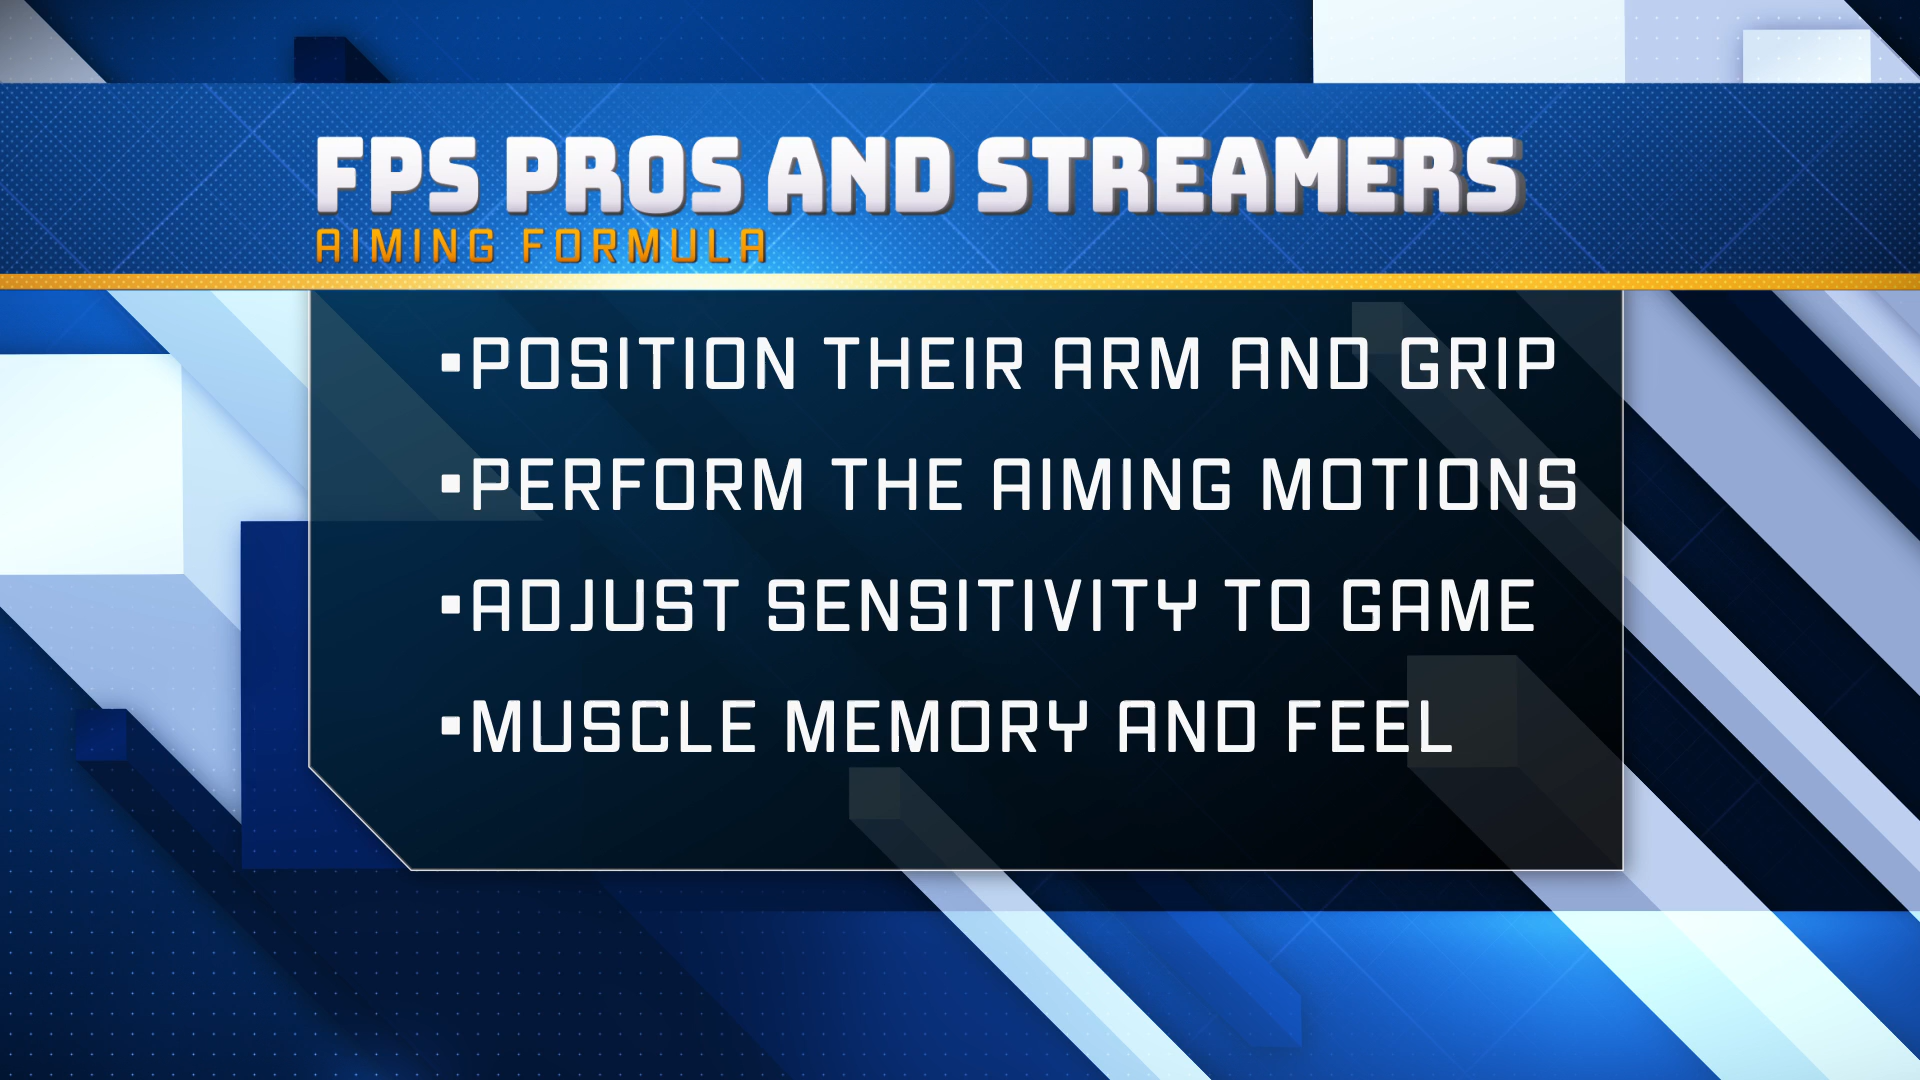 FPS PROS AND STREAMERS
AIMING FORMULA
▪POSITION THEIR ARM AND GRIP
▪PERFORM THE AIMING MOTIONS
▪ADJUST SENSITIVITY TO GAME
▪MUSCLE MEMORY AND FEEL